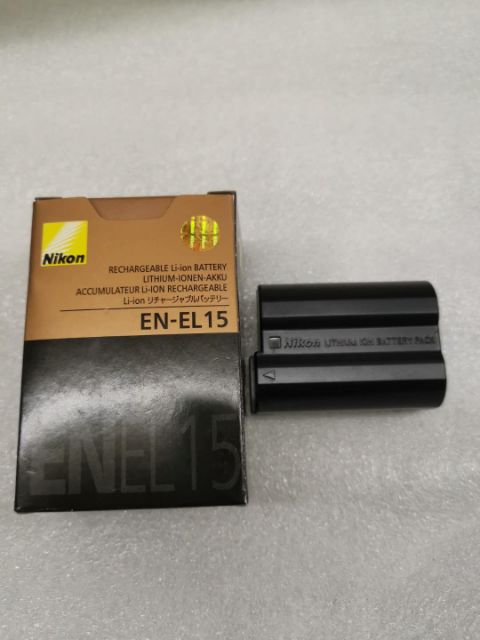 Nikon
RECHARGEABLE Li-ion BATTERY
LITHIUM-IONEN-AKKU
ACCUMULATEUR Li-ION RECHARGEABLE
Li-ion リチャージャブルバッテリー
EN-EL15
ENEL15
Nikon LITHIUM ION BATTERY PACK